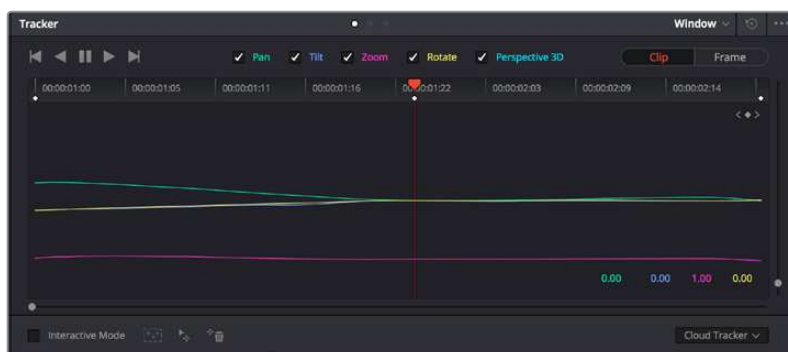 Tracker Window
Pan Tilt Zoom Rotate Perspective 3D Clip Frame
00:00:01:00 00:00:01:05 00:00:01:11 00:00:01:16 00:00:01:22 00:00:02:03 00:00:02:09 00:00:02:14
0.00 0.00 1.00 0.00
Interactive Mode Cloud Tracker